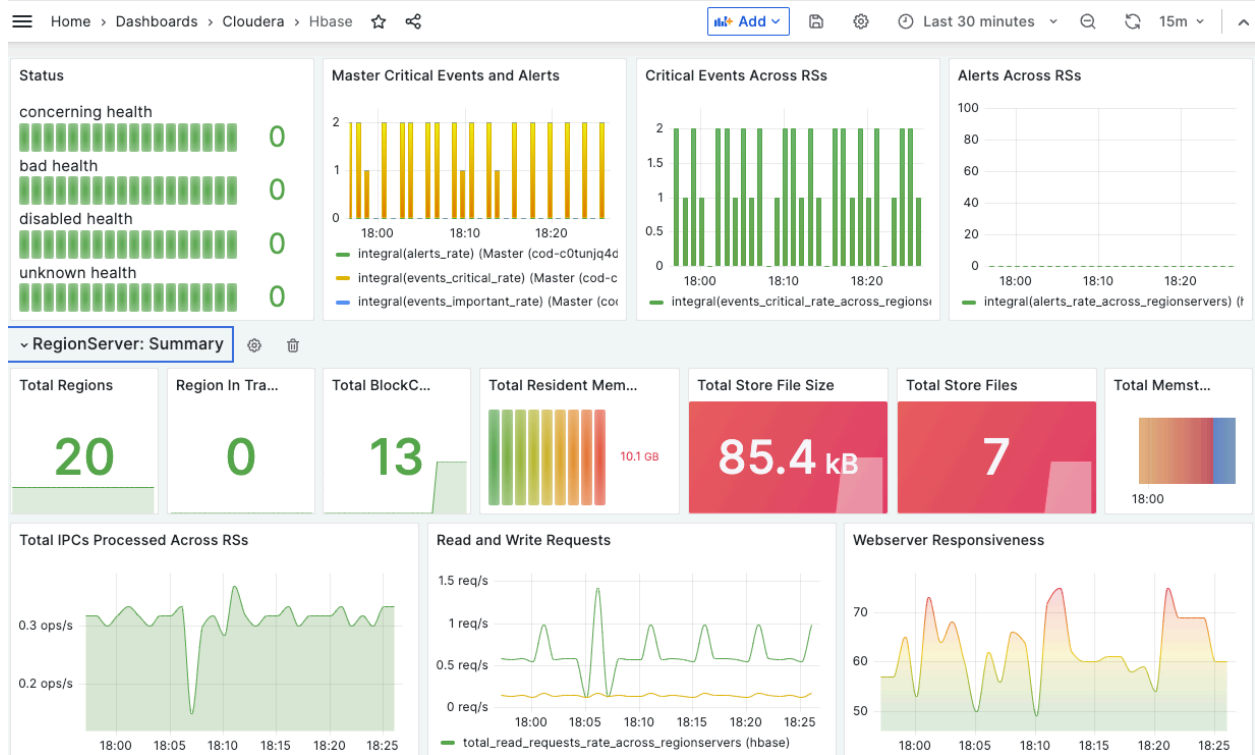 Home › Dashboards › Cloudera › Hbase
Add
Last 30 minutes
15m
Status
concerning health
0
bad health
0
disabled health
0
unknown health
0
Master Critical Events and Alerts
2
1
0
18:00 18:10 18:20
integral(alerts_rate) (Master (cod-c0tunjq4d
integral(events_critical_rate) (Master (cod-c
integral(events_important_rate) (Master (coc
Critical Events Across RSs
2
1.5
1
0.5
0
18:00 18:10 18:20
integral(events_critical_rate_across_regionse
Alerts Across RSs
100
80
60
40
20
0
18:00 18:10 18:20
integral(alerts_rate_across_regionservers) (h
RegionServer: Summary
Total Regions
20
Region In Tra...
0
Total BlockC...
13
Total Resident Mem...
10.1 GB
Total Store File Size
85.4 kB
Total Store Files
7
Total Memst...
18:00
Total IPCs Processed Across RSs
0.3 ops/s
0.2 ops/s
18:00 18:05 18:10 18:15 18:20 18:25
Read and Write Requests
1.5 req/s
1 req/s
0.5 req/s
0 req/s
18:00 18:05 18:10 18:15 18:20 18:25
total_read_requests_rate_across_regionservers (hbase)
Webserver Responsiveness
70
60
50
18:00 18:05 18:10 18:15 18:20 18:25